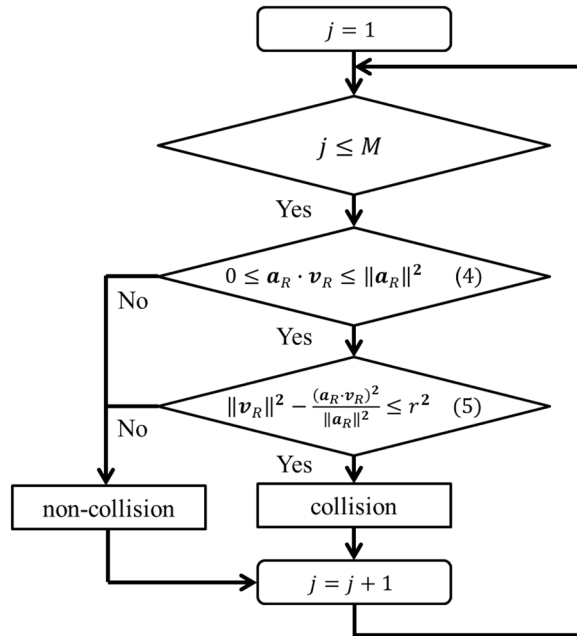 j = 1
j ≤ M
Yes
0 ≤ a_R · v_R ≤ ‖a_R‖² (4)
No
Yes
‖v_R‖² − (a_R·v_R)²/‖a_R‖² ≤ r² (5)
No
Yes
non-collision
collision
j = j + 1